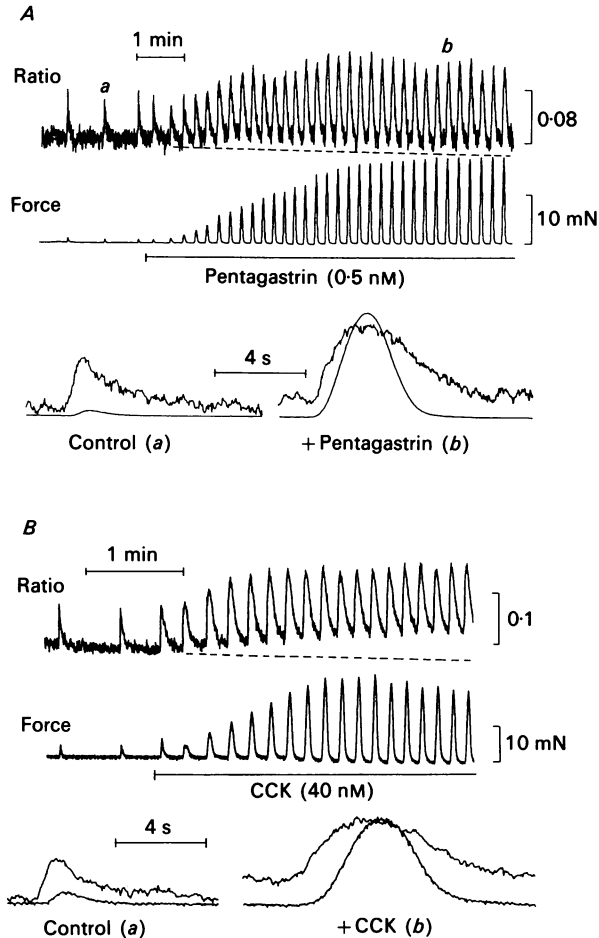 A
1 min
Ratio
a
b
0·08
Force
10 mN
Pentagastrin (0·5 nM)
4 s
Control (a)
+Pentagastrin (b)
B
1 min
Ratio
0·1
Force
10 mN
CCK (40 nM)
4 s
Control (a)
+CCK (b)